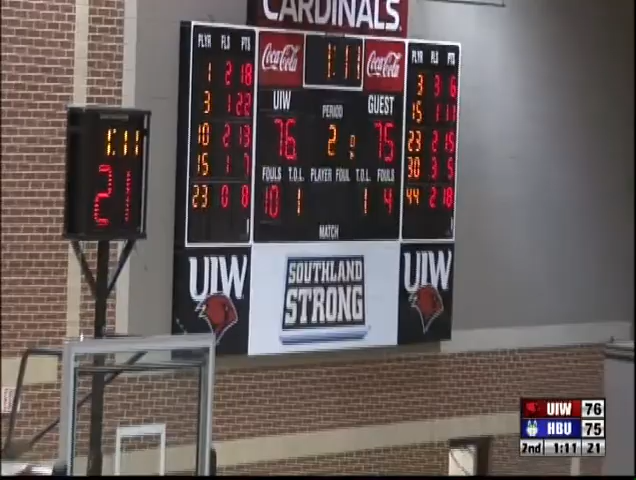 CARDINALS
PLYR FLS PTS
Coca-Cola
1:11
Coca-Cola
PLYR FLS PTS
1 2 18
3 1 22
10 2 13
15 1 7
23 0 8
UIW
PERIOD
GUEST
76
2
75
FOULS T.O.L. PLAYER FOUL T.O.L. FOULS
10 1 1 4
MATCH
3 3 6
15 1 11
23 2 15
30 3 5
44 2 18
1:11
21
UIW
SOUTHLAND
STRONG
UIW
UIW 76
HBU 75
2nd 1:11 21